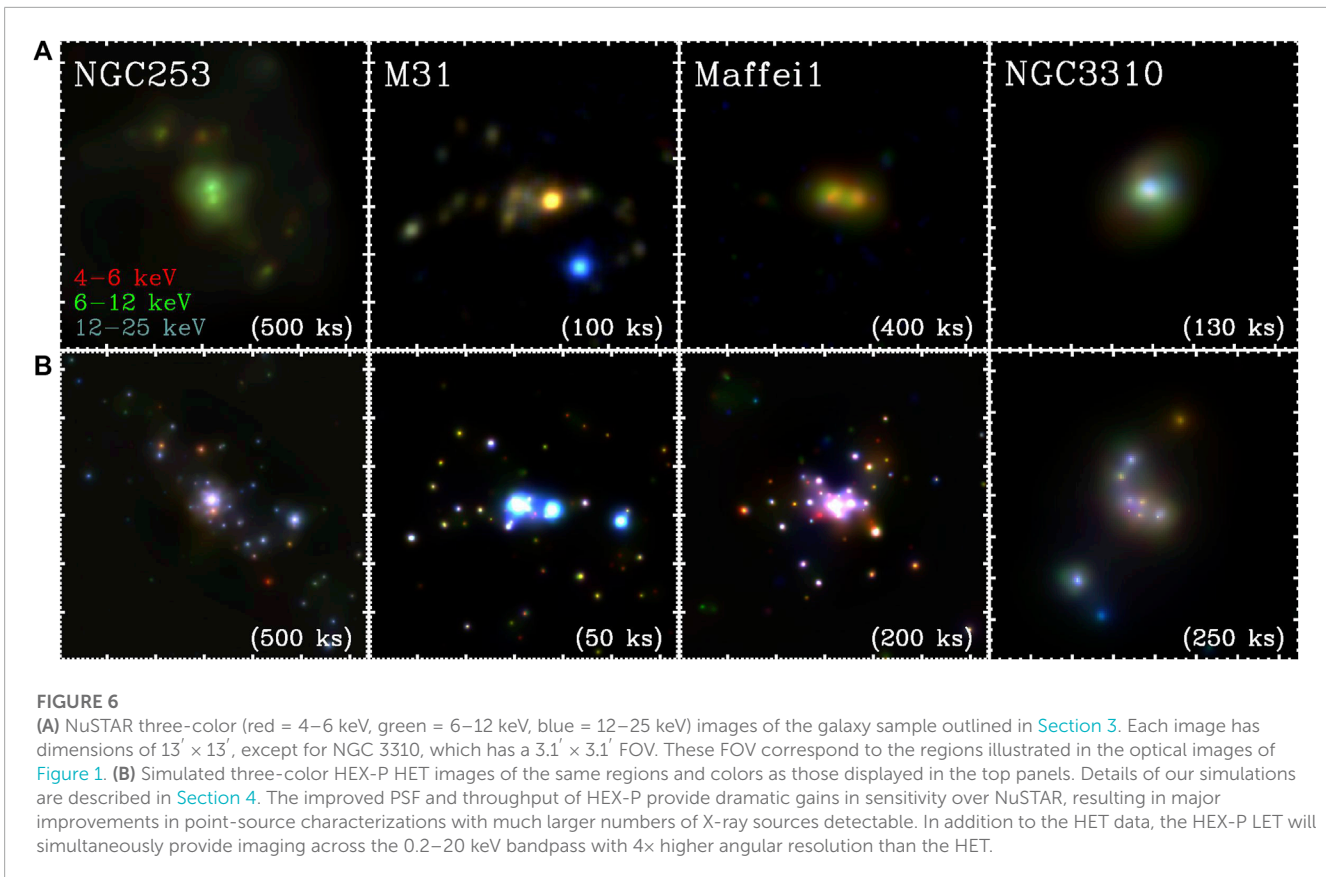 A
NGC253
M31
Maffei1
NGC3310
4–6 keV
6–12 keV
12–25 keV
(500 ks)
(100 ks)
(400 ks)
(130 ks)
B
(500 ks)
(50 ks)
(200 ks)
(250 ks)
FIGURE 6
(A) NuSTAR three-color (red = 4–6 keV, green = 6–12 keV, blue = 12–25 keV) images of the galaxy sample outlined in Section 3. Each image has
dimensions of 13′ × 13′, except for NGC 3310, which has a 3.1′ × 3.1′ FOV. These FOV correspond to the regions illustrated in the optical images of
Figure 1. (B) Simulated three-color HEX-P HET images of the same regions and colors as those displayed in the top panels. Details of our simulations
are described in Section 4. The improved PSF and throughput of HEX-P provide dramatic gains in sensitivity over NuSTAR, resulting in major
improvements in point-source characterizations with much larger numbers of X-ray sources detectable. In addition to the HET data, the HEX-P LET will
simultaneously provide imaging across the 0.2–20 keV bandpass with 4× higher angular resolution than the HET.